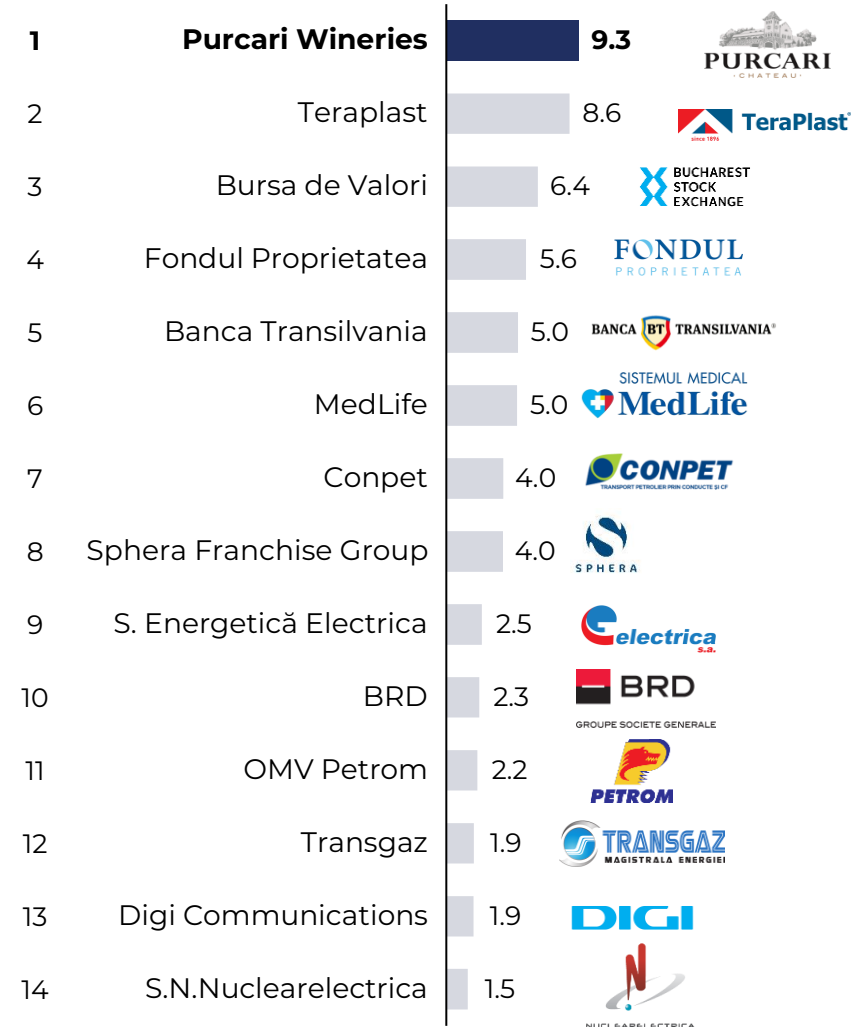 1 Purcari Wineries 9.3
PURCARI
·CHATEAU·
2 Teraplast 8.6
TeraPlast
since 1896
3 Bursa de Valori 6.4
BUCHAREST
STOCK
EXCHANGE
4 Fondul Proprietatea 5.6
FONDUL
PROPRIETATEA
5 Banca Transilvania 5.0
BANCA BT TRANSILVANIA®
6 MedLife 5.0
SISTEMUL MEDICAL
MedLife
7 Conpet 4.0
CONPET
TRANSPORT PETROLIER PRIN CONDUCTE ȘI CF
8 Sphera Franchise Group 4.0
SPHERA
9 S. Energetică Electrica 2.5
electrica
s.a.
10 BRD 2.3
BRD
GROUPE SOCIETE GENERALE
11 OMV Petrom 2.2
PETROM
12 Transgaz 1.9
TRANSGAZ
MAGISTRALA ENERGIEI
13 Digi Communications 1.9
DIGI
14 S.N.Nuclearelectrica 1.5
NUCLEARELECTRICA